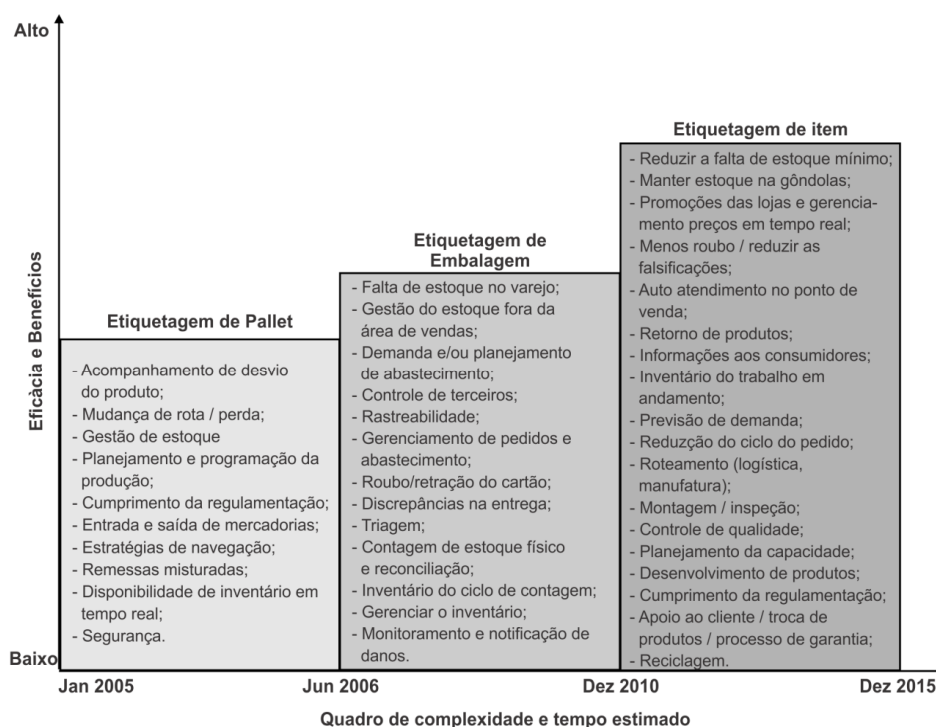 Alto
Etiquetagem de item
- Reduzir a falta de estoque mínimo;
- Manter estoque na gôndolas;
- Promoções das lojas e gerencia-
mento preços em tempo real;
- Menos roubo / reduzir as
falsificações;
- Auto atendimento no ponto de
venda;
- Retorno de produtos;
- Informações aos consumidores;
- Inventário do trabalho em
andamento;
- Previsão de demanda;
- Reduzção do ciclo do pedido;
- Roteamento (logística,
manufatura);
- Montagem / inspeção;
- Controle de qualidade;
- Planejamento da capacidade;
- Desenvolvimento de produtos;
- Cumprimento da regulamentação;
- Apoio ao cliente / troca de
produtos / processo de garantia;
- Reciclagem.
Etiquetagem de
Embalagem
- Falta de estoque no varejo;
- Gestão do estoque fora da
área de vendas;
- Demanda e/ou planejamento
de abastecimento;
- Controle de terceiros;
- Rastreabilidade;
- Gerenciamento de pedidos e
abastecimento;
- Roubo/retração do cartão;
- Discrepâncias na entrega;
- Triagem;
- Contagem de estoque físico
e reconciliação;
- Inventário do ciclo de contagem;
- Gerenciar o inventário;
- Monitoramento e notificação de
danos.
Etiquetagem de Pallet
- Acompanhamento de desvio
do produto;
- Mudança de rota / perda;
- Gestão de estoque
- Planejamento e programação da
produção;
- Cumprimento da regulamentação;
- Entrada e saída de mercadorias;
- Estratégias de navegação;
- Remessas misturadas;
- Disponibilidade de inventário em
tempo real;
- Segurança.
Eficàcia e Benefícios
Baixo
Jan 2005
Jun 2006
Dez 2010
Dez 2015
Quadro de complexidade e tempo estimado